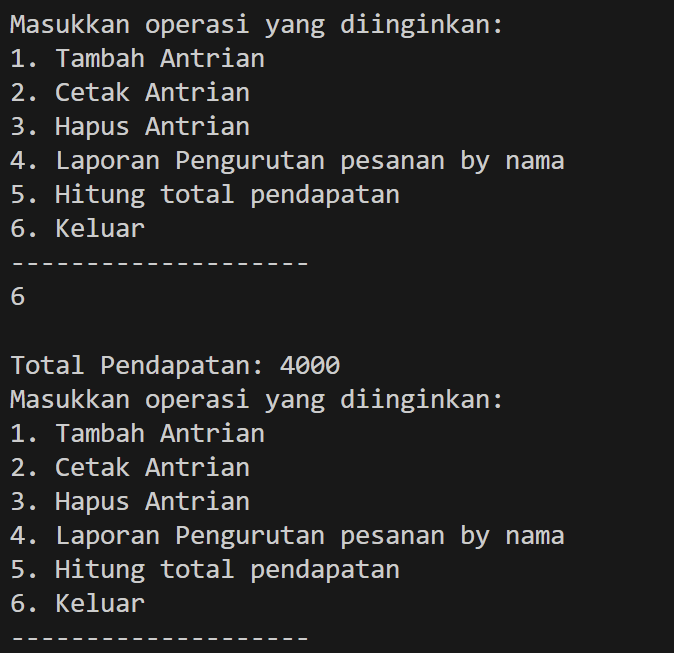 Masukkan operasi yang diinginkan:
1. Tambah Antrian
2. Cetak Antrian
3. Hapus Antrian
4. Laporan Pengurutan pesanan by nama
5. Hitung total pendapatan
6. Keluar
--------------------
6

Total Pendapatan: 4000
Masukkan operasi yang diinginkan:
1. Tambah Antrian
2. Cetak Antrian
3. Hapus Antrian
4. Laporan Pengurutan pesanan by nama
5. Hitung total pendapatan
6. Keluar
--------------------